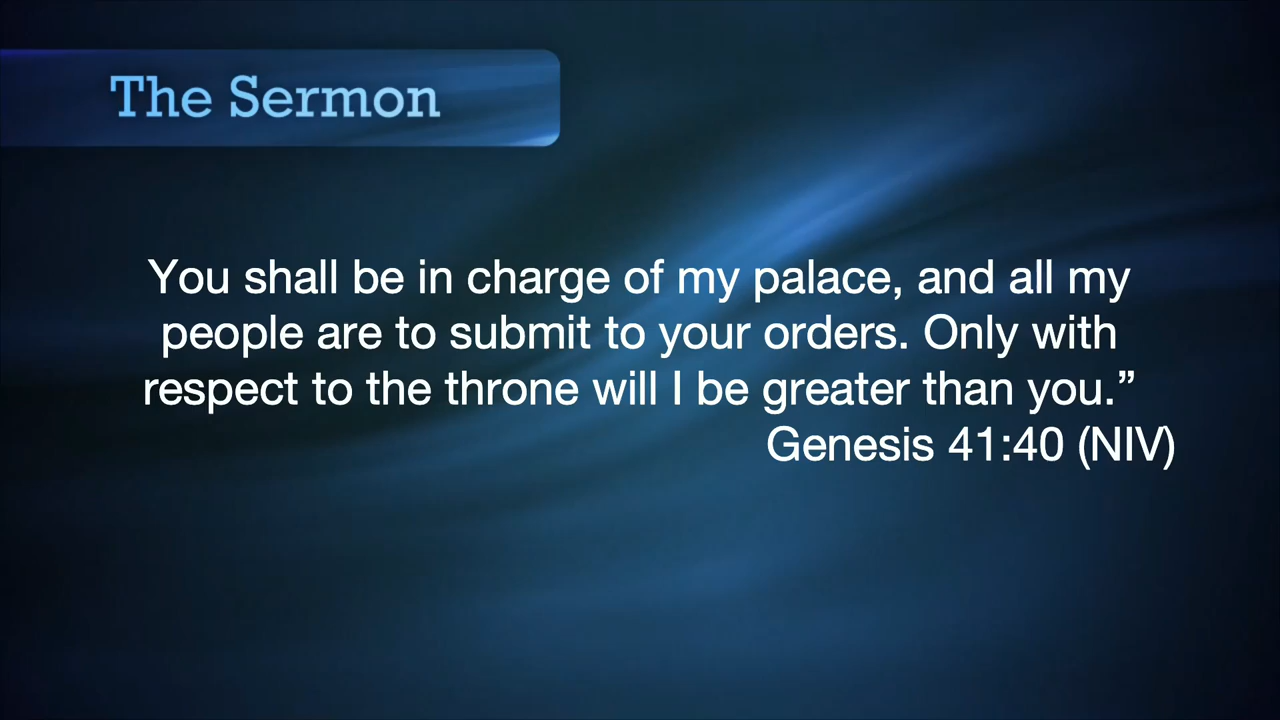 The Sermon
You shall be in charge of my palace, and all my
people are to submit to your orders. Only with
respect to the throne will I be greater than you.”
Genesis 41:40 (NIV)